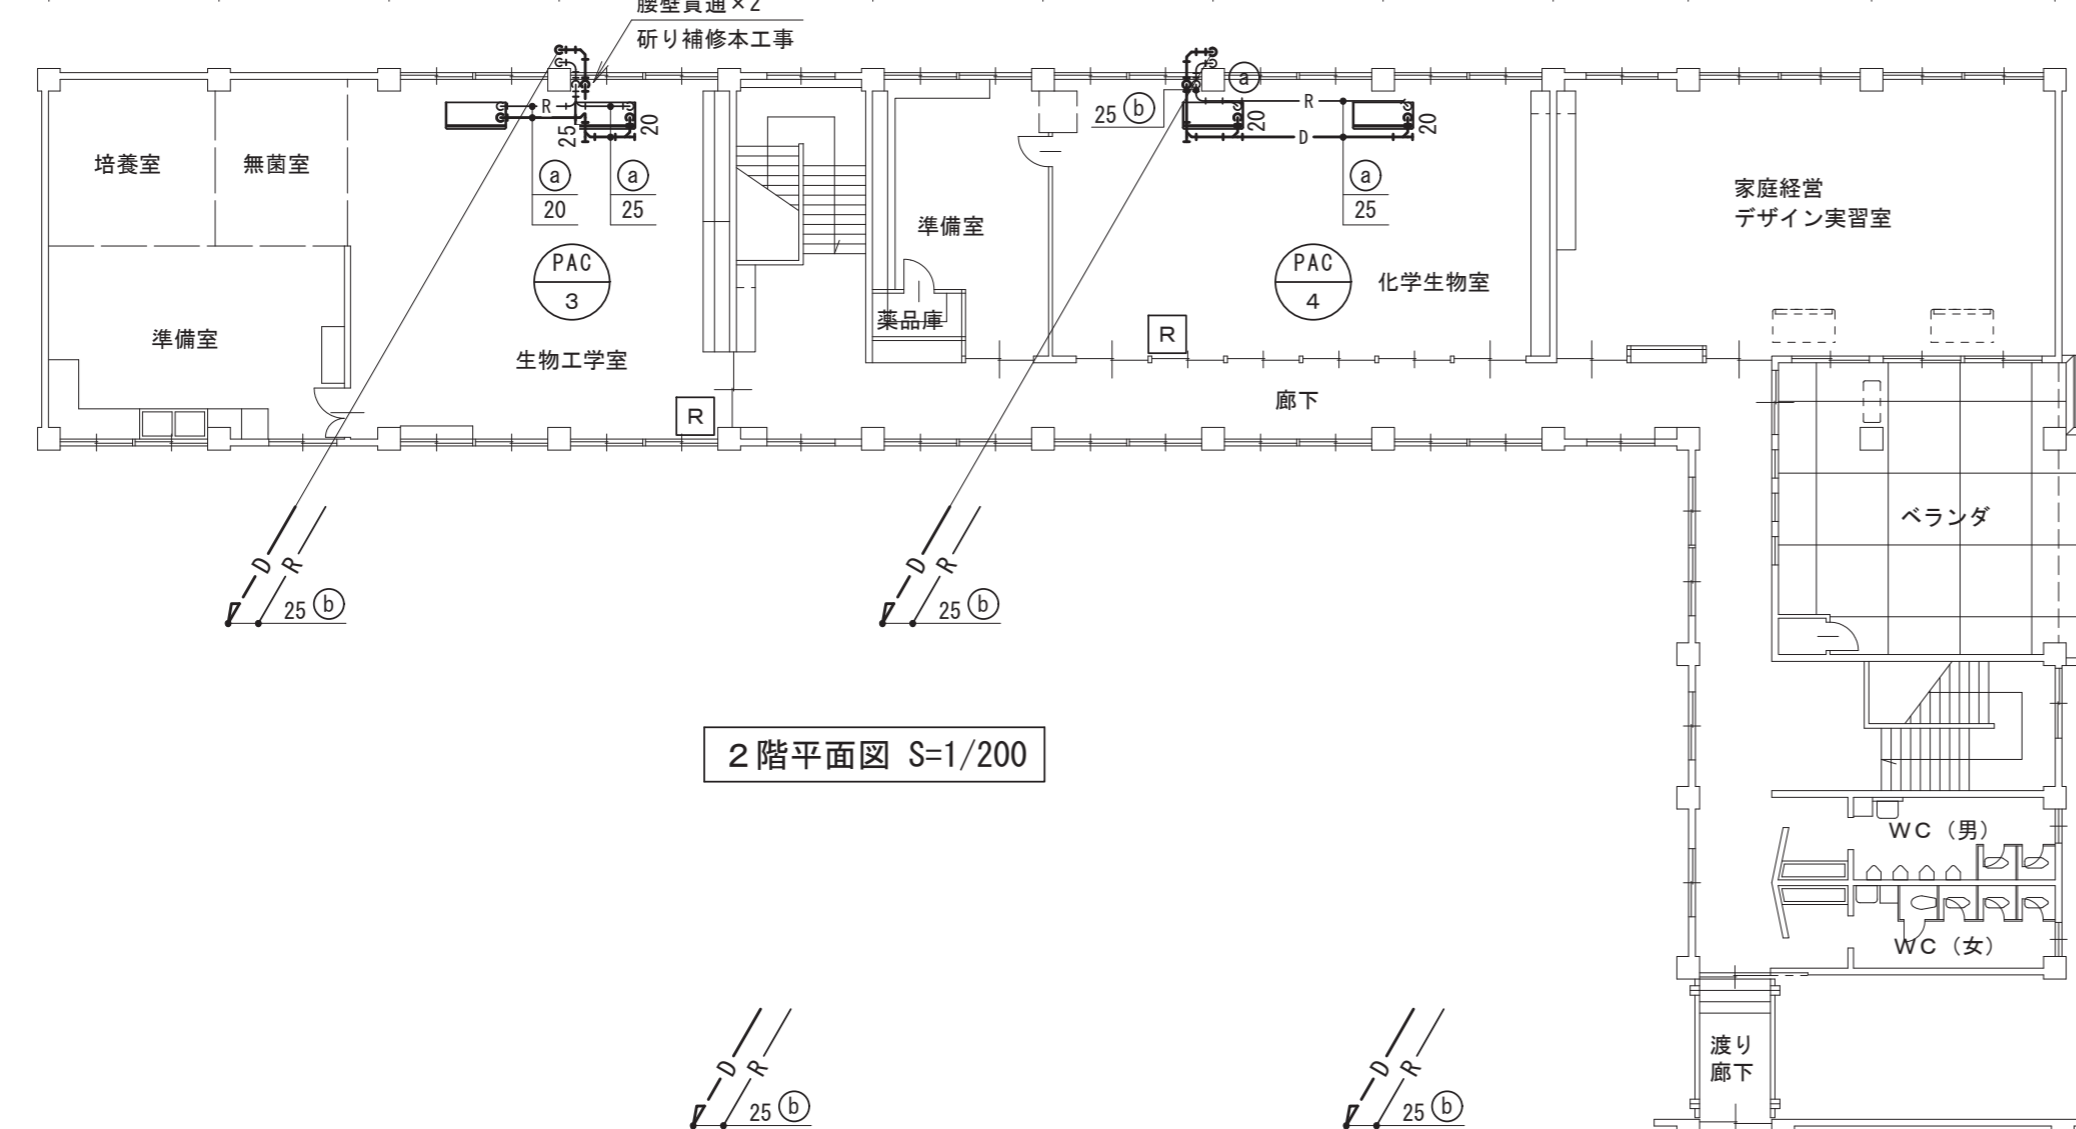 腰壁貫通×2
斫り補修本工事
R
25
20
ⓐ
20
ⓐ
25
25 ⓑ
ⓐ
R
D
20
20
ⓐ
25
培養室
無菌室
準備室
家庭経営
デザイン実習室
PAC
3
PAC
4
化学生物室
準備室
薬品庫
R
生物工学室
廊下
R
ベランダ
D
R
25 ⓑ
D
R
25 ⓑ
2階平面図 S=1/200
WC（男）
WC（女）
渡り
廊下
D
R
25 ⓑ
D
R
25 ⓑ